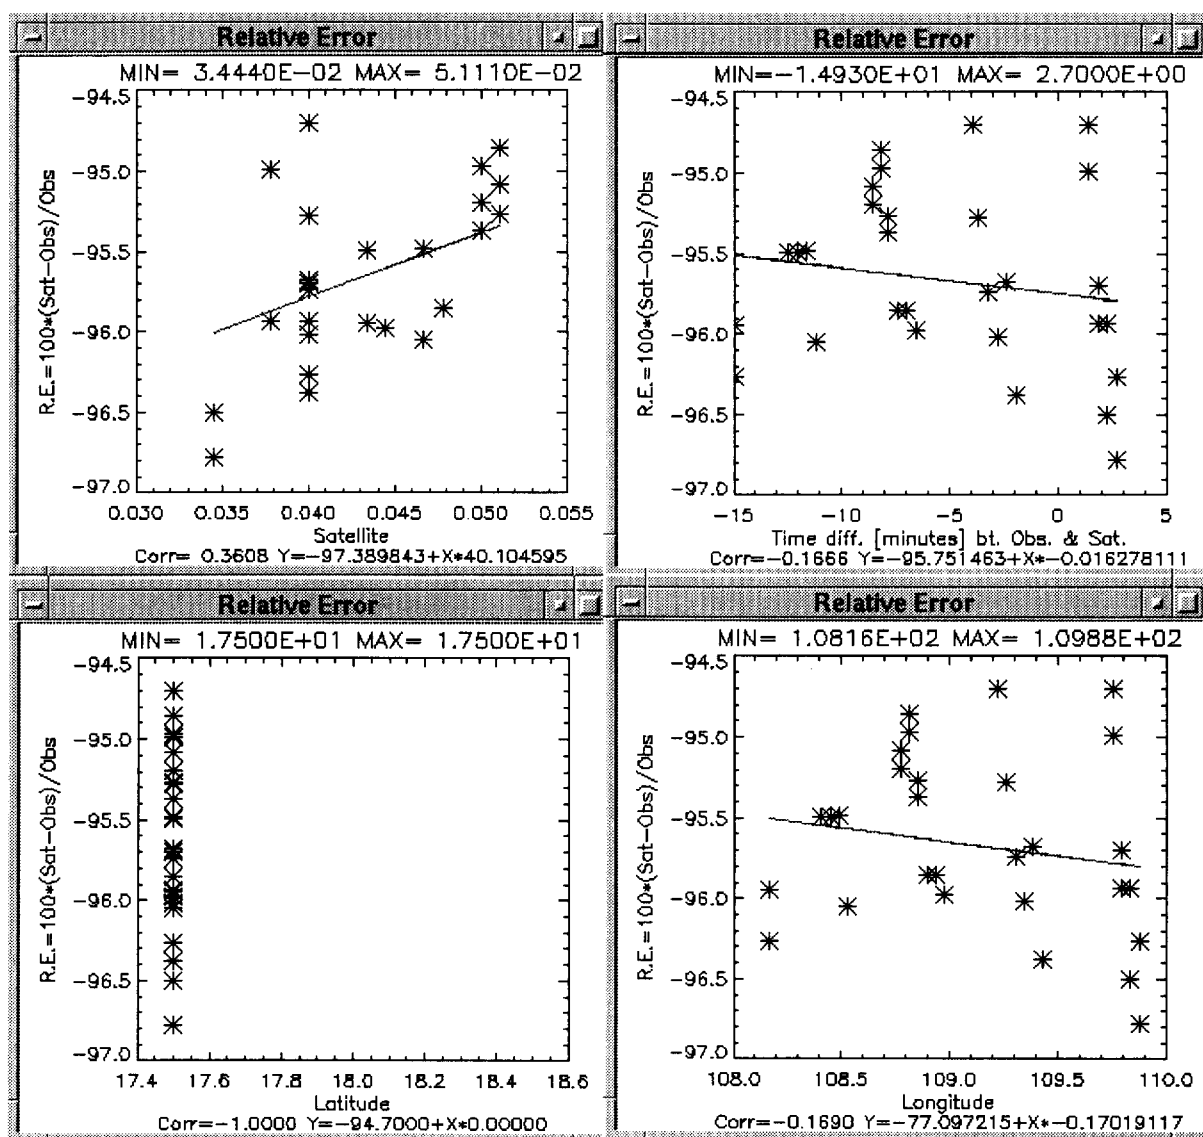 Relative Error
MIN= 3.4440E-02 MAX= 5.1110E-02
-94.5
-95.0
-95.5
-96.0
-96.5
-97.0
R.E.=100*(Sat-Obs)/Obs
0.030 0.035 0.040 0.045 0.050 0.055
Satellite
Corr= 0.3608 Y=-97.389843+X*40.104595
Relative Error
MIN=-1.4930E+01 MAX= 2.7000E+00
-94.5
-95.0
-95.5
-96.0
-96.5
-97.0
R.E.=100*(Sat-Obs)/Obs
-15 -10 -5 0 5
Time diff. [minutes] bt. Obs. & Sat.
Corr=-0.1666 Y=-95.751463+X*-0.016278111
Relative Error
MIN= 1.7500E+01 MAX= 1.7500E+01
-94.5
-95.0
-95.5
-96.0
-96.5
-97.0
R.E.=100*(Sat-Obs)/Obs
17.4 17.6 17.8 18.0 18.2 18.4 18.6
Latitude
Corr=-1.0000 Y=-94.7000+X*0.00000
Relative Error
MIN= 1.0816E+02 MAX= 1.0988E+02
-94.5
-95.0
-95.5
-96.0
-96.5
-97.0
R.E.=100*(Sat-Obs)/Obs
108.0 108.5 109.0 109.5 110.0
Longitude
Corr=-0.1690 Y=-77.097215+X*-0.17019117